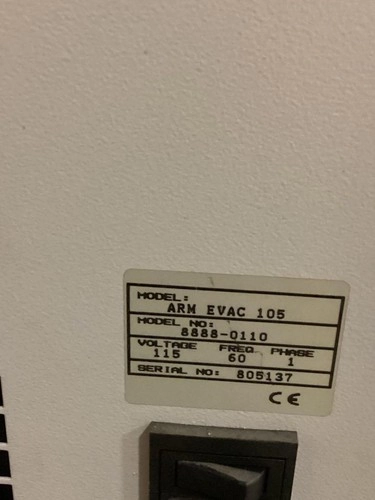 MODEL:
ARM EVAC 105
MODEL NO:
8888-0110
VOLTAGE FREQ PHASE
115 60 1
SERIAL NO: 805137
CE